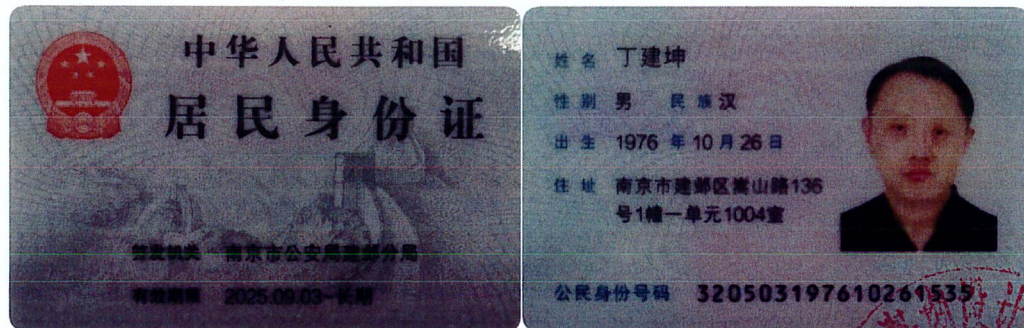 中华人民共和国
居民身份证
签发机关 南京市公安局建邺分局
有效期限 2025.09.03-长期
姓名 丁建坤
性别 男 民族 汉
出生 1976 年 10 月 26 日
住址 南京市建邺区嵩山路136
号1幢一单元1004室
公民身份号码 320503197610261535